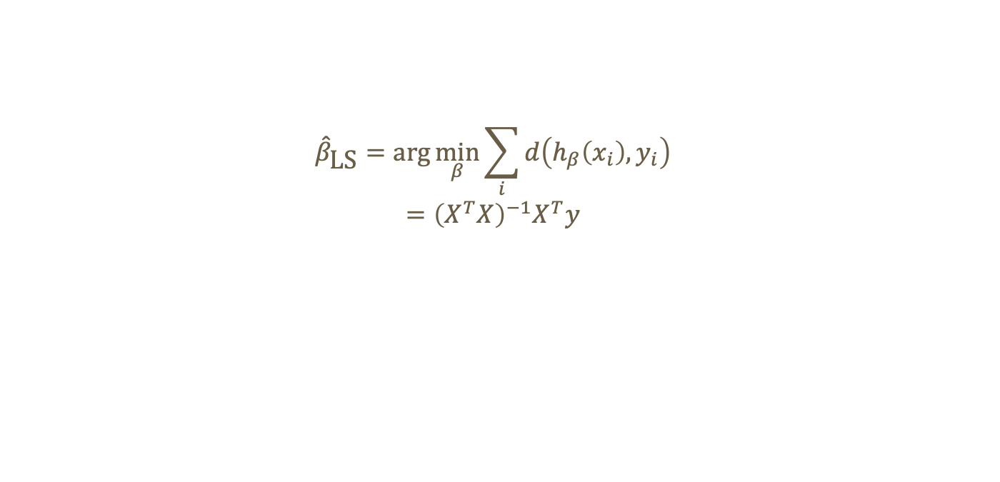 β̂_LS = arg min_β ∑_i d(h_β(x_i), y_i)
= (X^T X)^{-1} X^T y